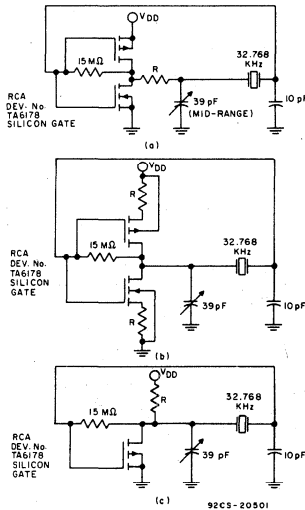 VDD
15 MΩ
R
32.768
KHz
RCA
DEV. No.
TA6178
SILICON GATE
39 pF
(MID-RANGE)
10 pF
(a)
VDD
R
RCA
DEV. No.
TA6178
SILICON
GATE
15 MΩ
32.768
KHz
R
39 pF
10 pF
(b)
VDD
R
15 MΩ
32.768
KHz
RCA
DEV. No.
TA6178
SILICON
GATE
39 pF
10 pF
(c)
92CS-20501